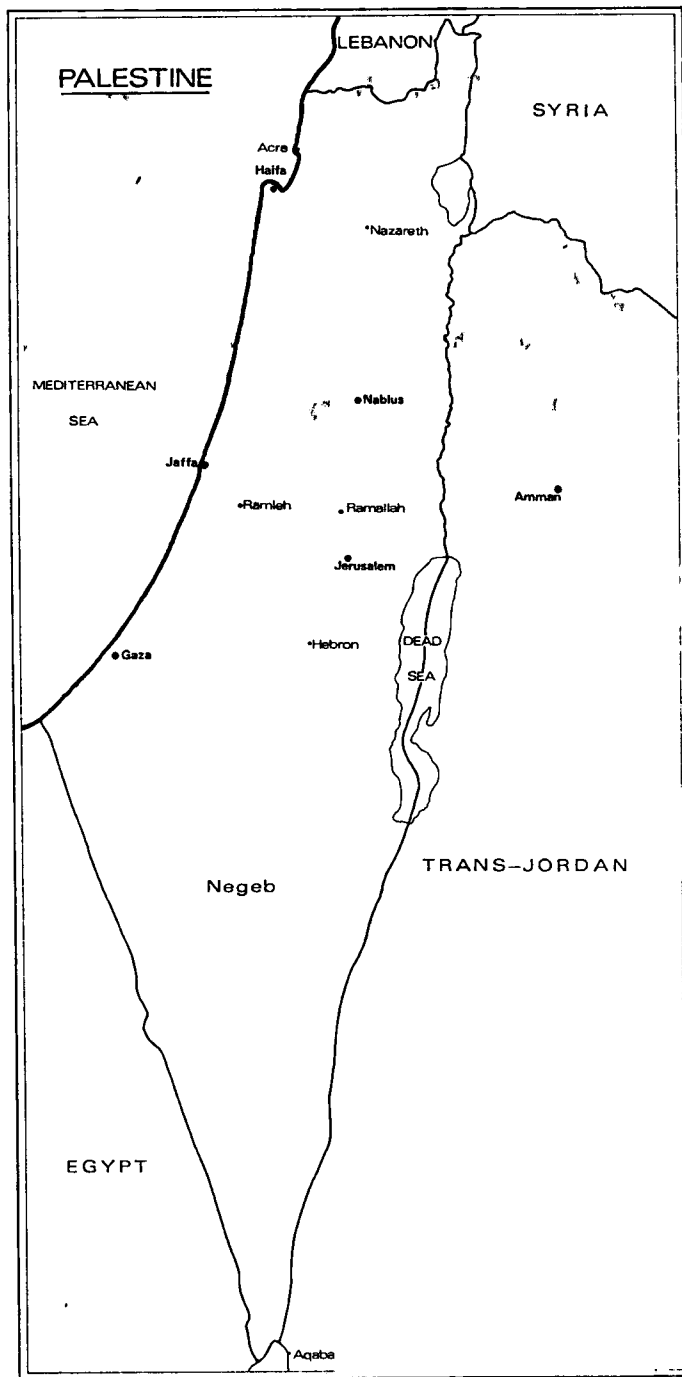 LEBANON
PALESTINE
SYRIA
Acre
Haifa
Nazareth
MEDITERRANEAN
SEA
Nablus
Jaffa
Amman
Ramleh
Ramallah
Jerusalem
Gaza
Hebron
DEAD
SEA
TRANS-JORDAN
Negeb
EGYPT
Aqaba